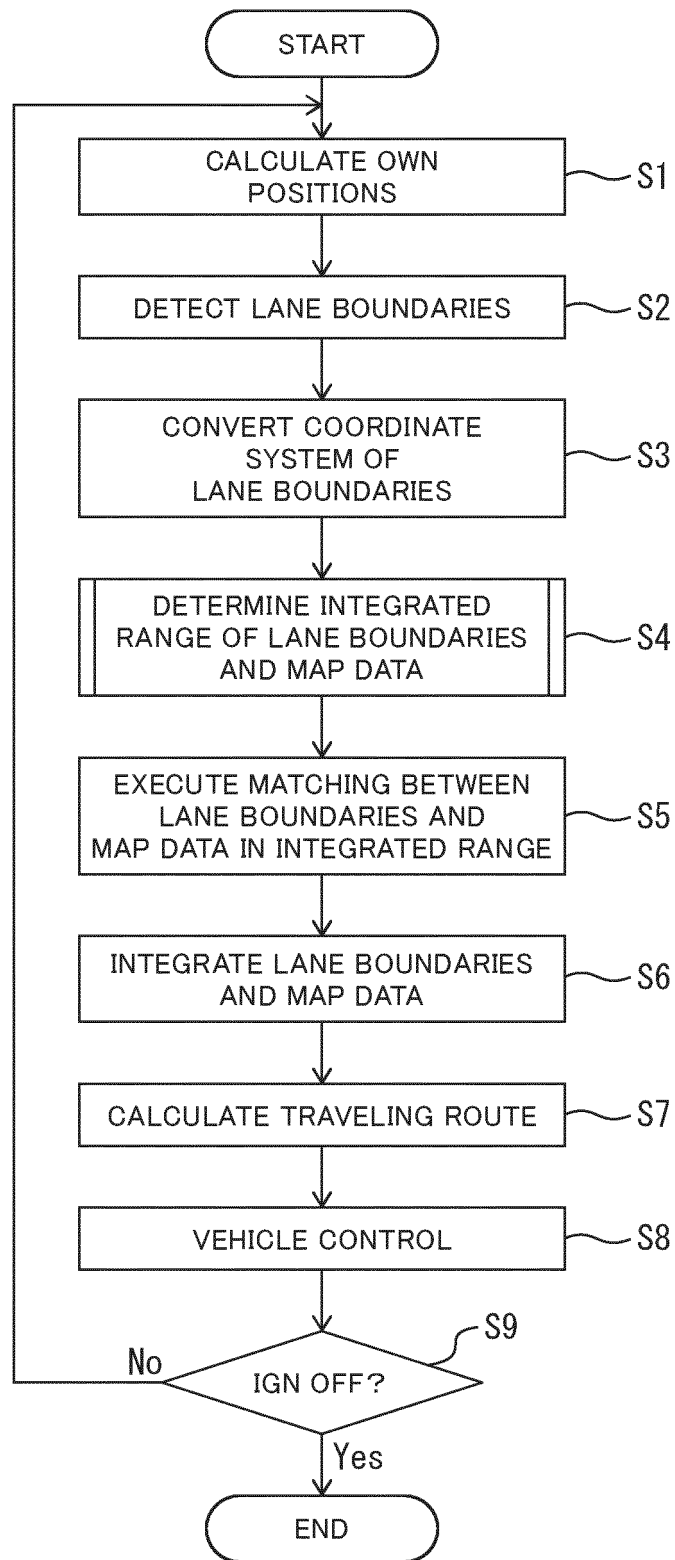 START
CALCULATE OWN
POSITIONS
S1
DETECT LANE BOUNDARIES
S2
CONVERT COORDINATE
SYSTEM OF
LANE BOUNDARIES
S3
DETERMINE INTEGRATED
RANGE OF LANE BOUNDARIES
AND MAP DATA
S4
EXECUTE MATCHING BETWEEN
LANE BOUNDARIES AND
MAP DATA IN INTEGRATED RANGE
S5
INTEGRATE LANE BOUNDARIES
AND MAP DATA
S6
CALCULATE TRAVELING ROUTE
S7
VEHICLE CONTROL
S8
S9
No
IGN OFF?
Yes
END